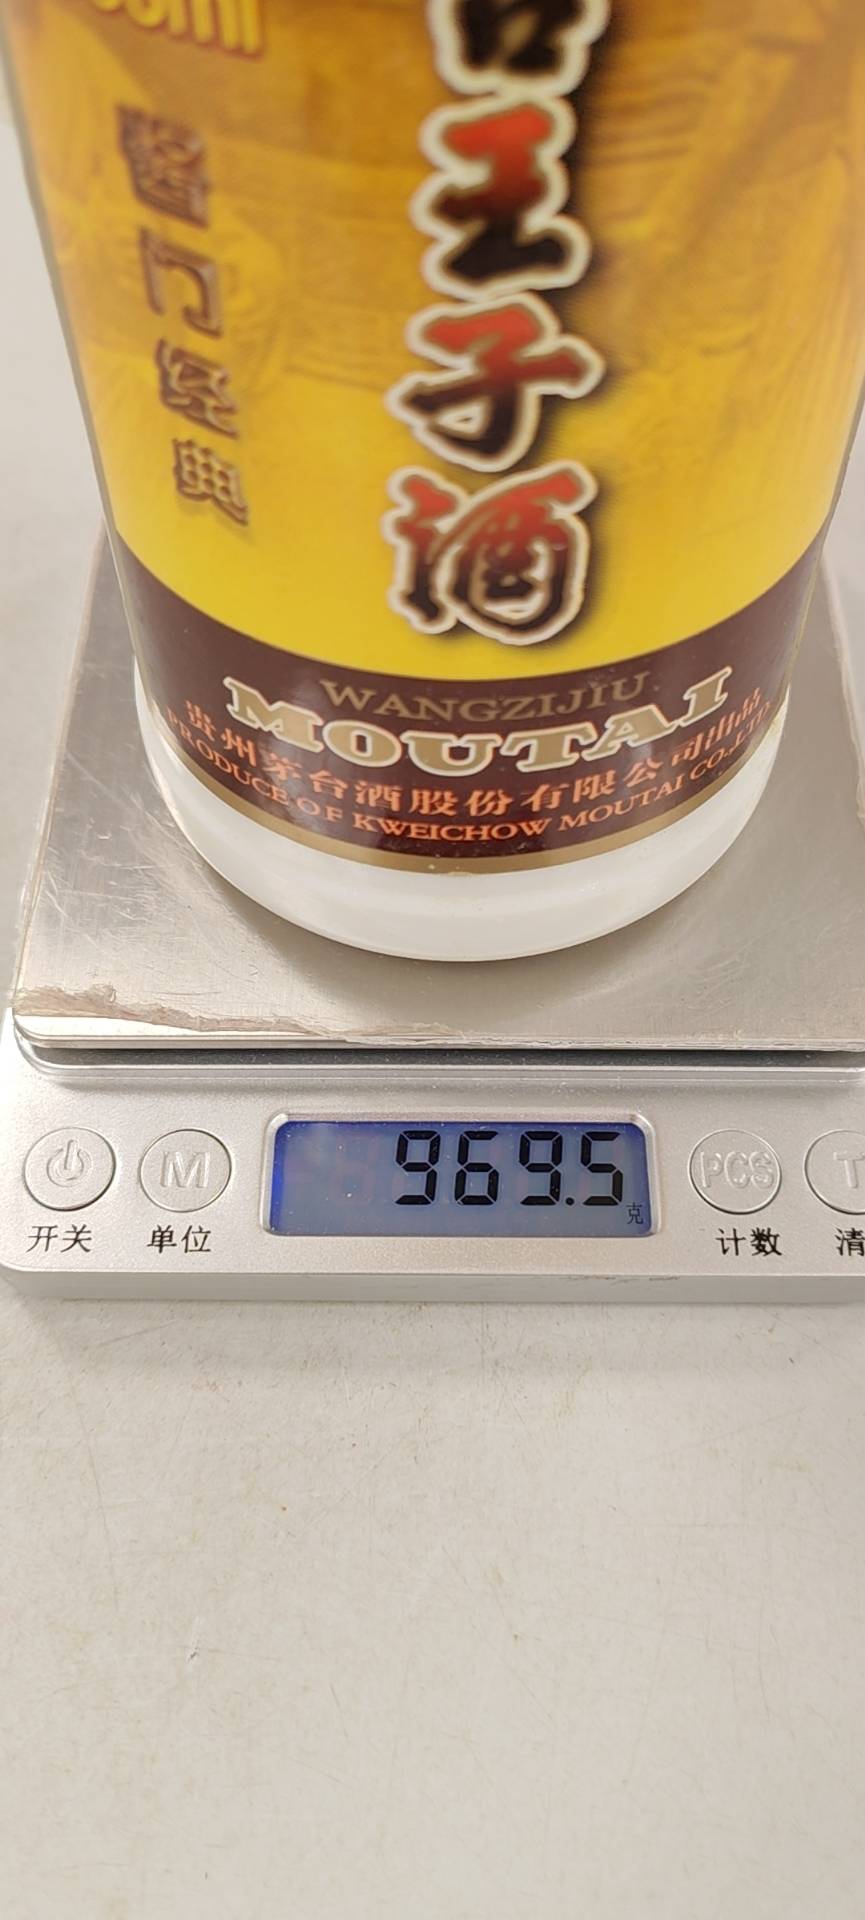 ml
酱门经典
王子酒
WANGZIJIU
MOUTAI
贵州茅台酒股份有限公司出品
PRODUCE OF KWEICHOW MOUTAI CO.,LTD.
969.5
克
M
PCS
T
开关
单位
计数
清